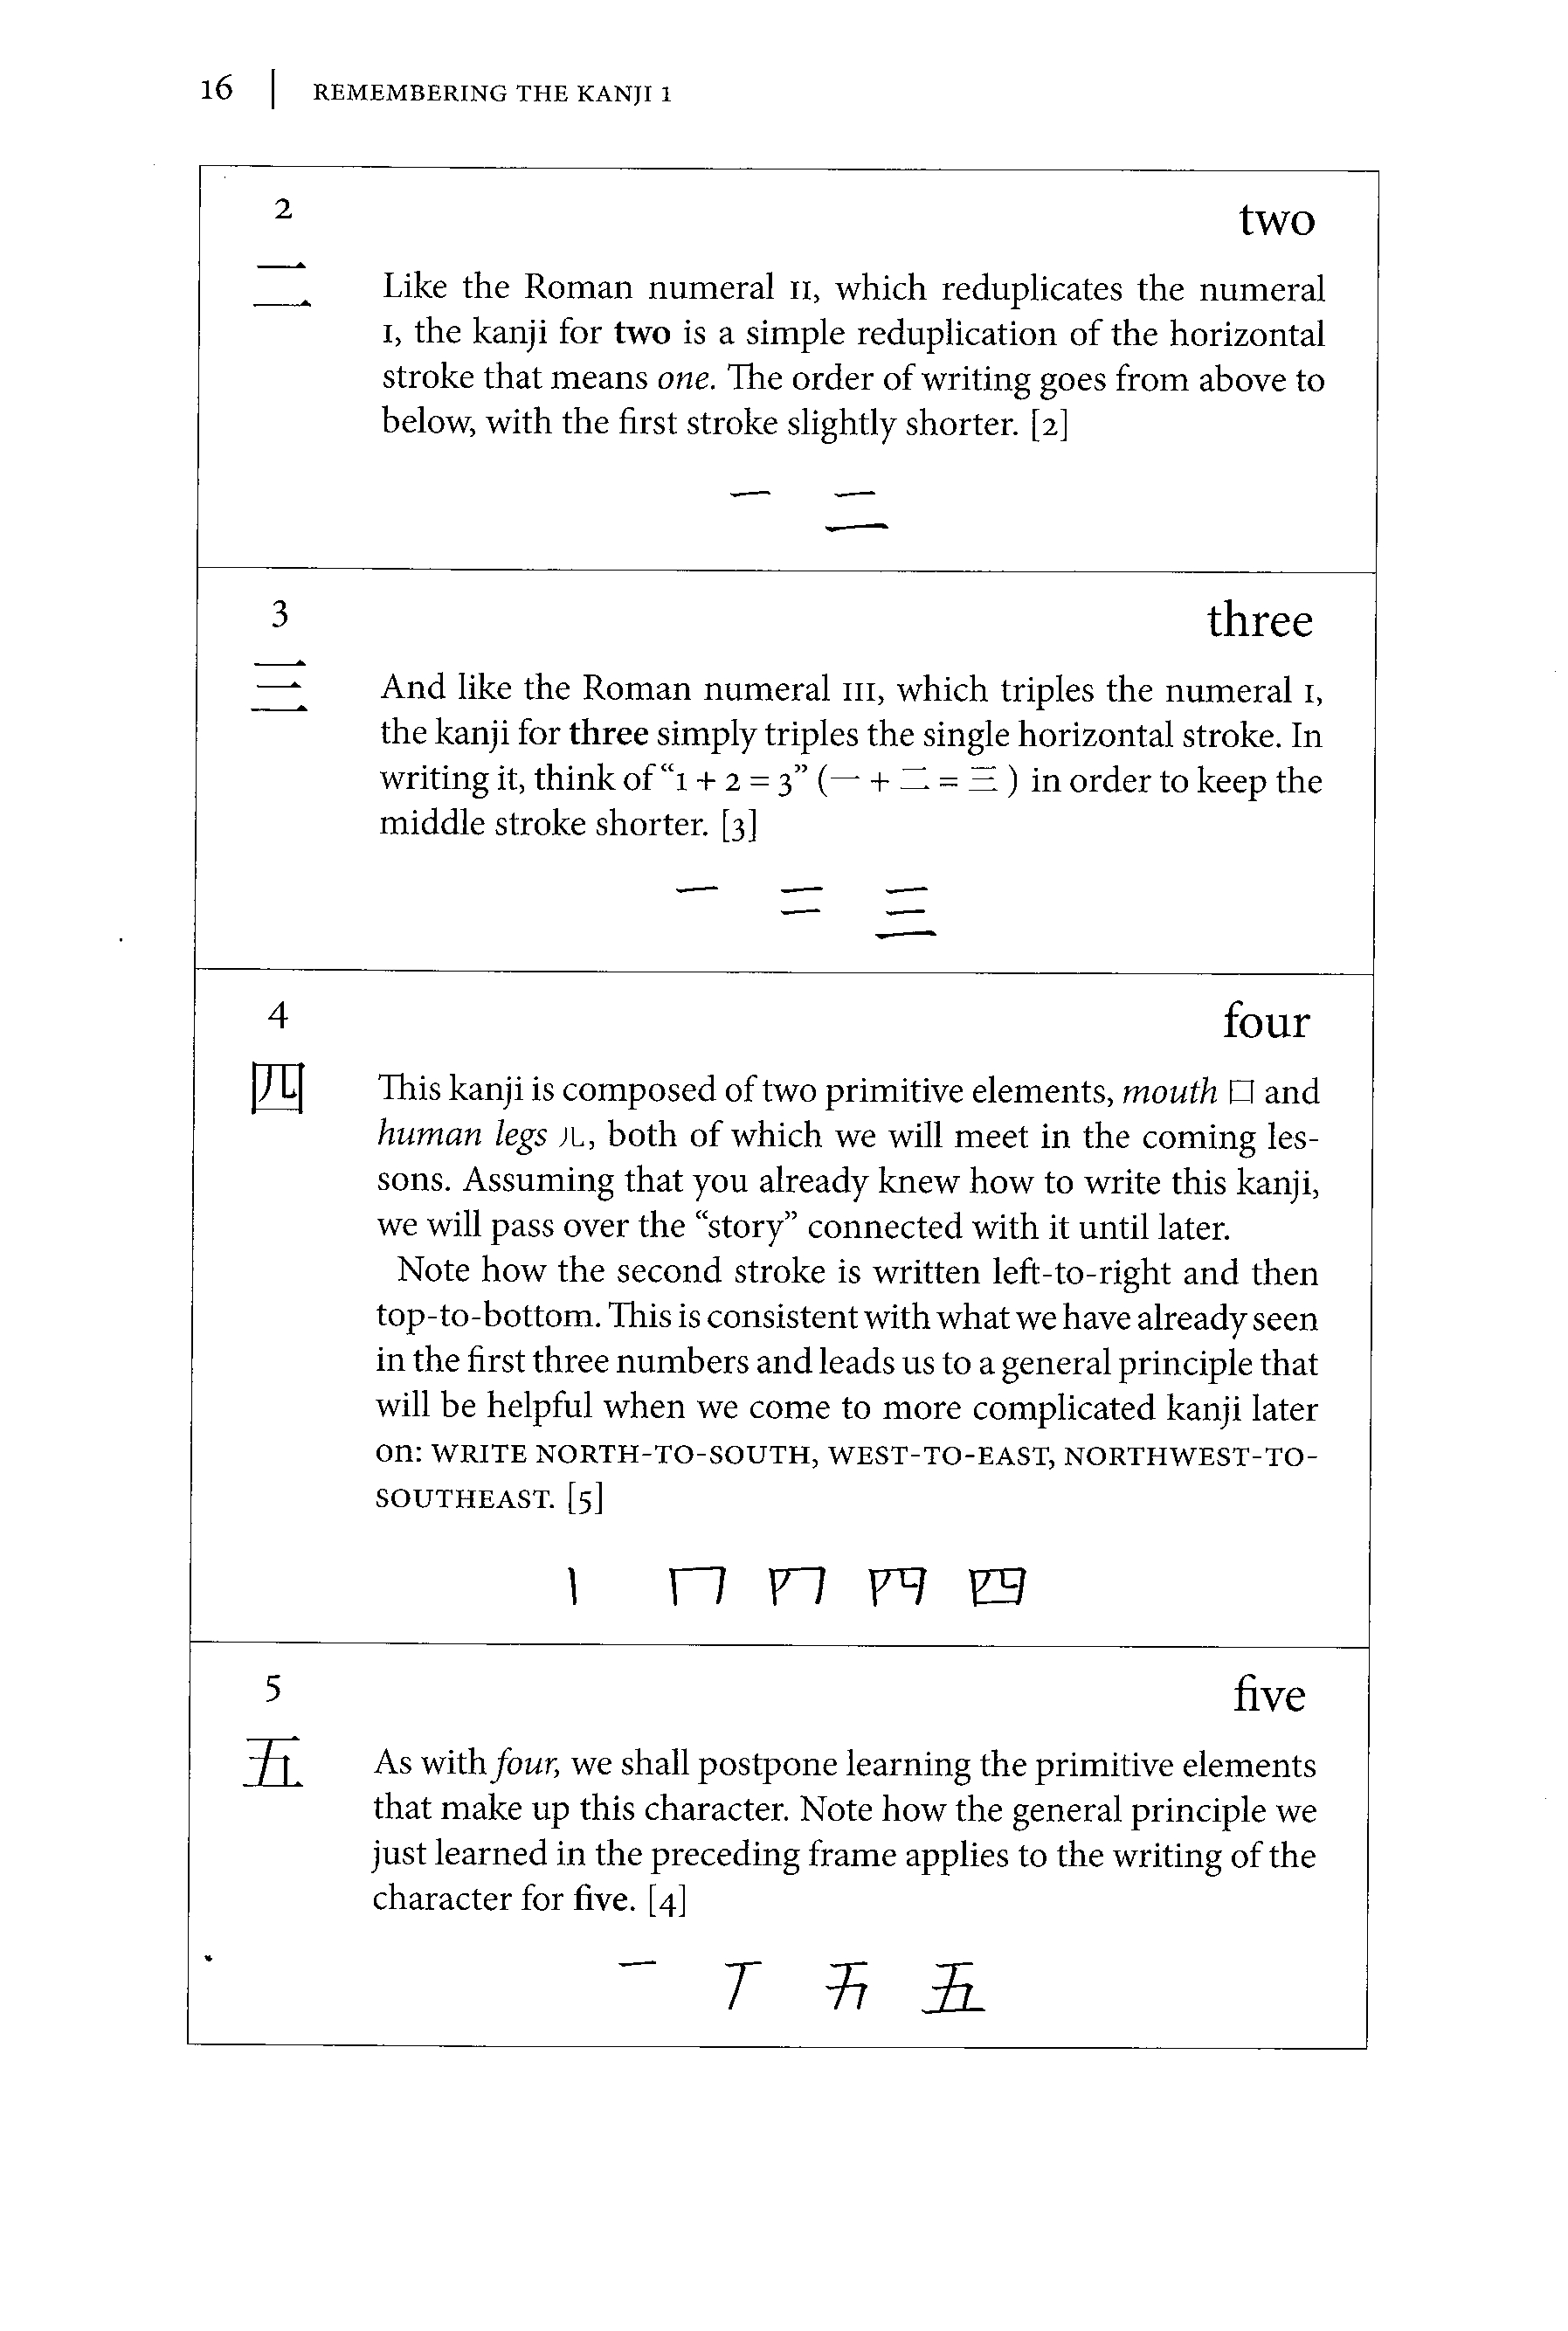 16 | REMEMBERING THE KANJI 1
2
two
二
Like the Roman numeral II, which reduplicates the numeral
I, the kanji for two is a simple reduplication of the horizontal
stroke that means one. The order of writing goes from above to
below, with the first stroke slightly shorter. [2]
一 二
3
three
三
And like the Roman numeral III, which triples the numeral I,
the kanji for three simply triples the single horizontal stroke. In
writing it, think of “1 + 2 = 3” (一 + 二 = 三 ) in order to keep the
middle stroke shorter. [3]
一 二 三
4
four
四
This kanji is composed of two primitive elements, mouth 口 and
human legs 儿, both of which we will meet in the coming les-
sons. Assuming that you already knew how to write this kanji,
we will pass over the “story” connected with it until later.
Note how the second stroke is written left-to-right and then
top-to-bottom. This is consistent with what we have already seen
in the first three numbers and leads us to a general principle that
will be helpful when we come to more complicated kanji later
on: WRITE NORTH-TO-SOUTH, WEST-TO-EAST, NORTHWEST-TO-
SOUTHEAST. [5]
丨 冂 四
5
five
五
As with four, we shall postpone learning the primitive elements
that make up this character. Note how the general principle we
just learned in the preceding frame applies to the writing of the
character for five. [4]
一 丅 五